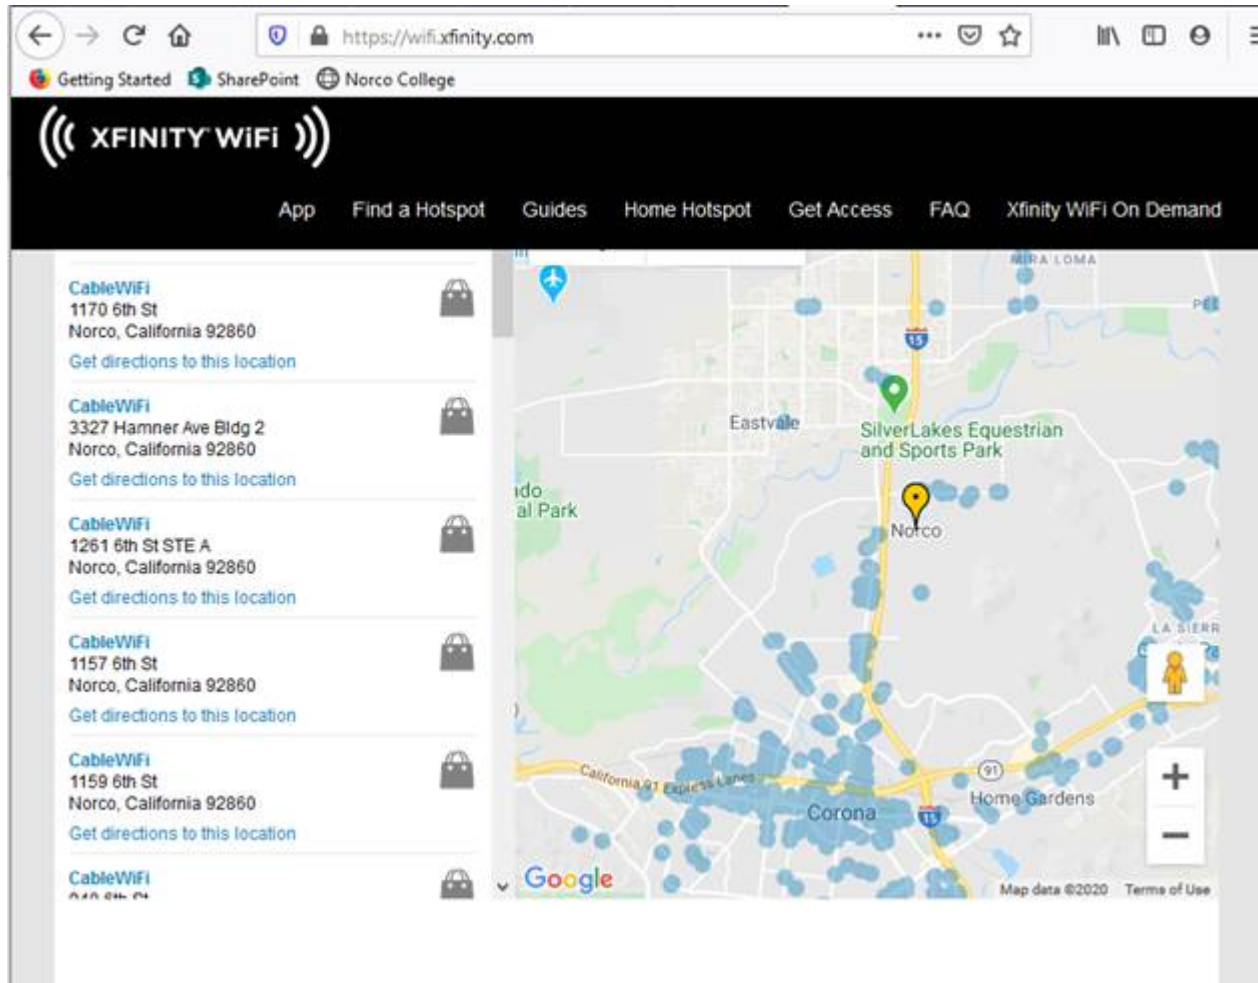 https://wifi.xfinity.com
Getting Started SharePoint Norco College
XFINITY WiFi
App Find a Hotspot Guides Home Hotspot Get Access FAQ Xfinity WiFi On Demand
CableWiFi
1170 6th St
Norco, California 92860
Get directions to this location
CableWiFi
3327 Hamner Ave Bldg 2
Norco, California 92860
Get directions to this location
CableWiFi
1261 6th St STE A
Norco, California 92860
Get directions to this location
CableWiFi
1157 6th St
Norco, California 92860
Get directions to this location
CableWiFi
1159 6th St
Norco, California 92860
Get directions to this location
CableWiFi
MIRA LOMA
15
Eastvale
SilverLakes Equestrian
and Sports Park
al Park
Norco
LA SIERR
California 91 Express Lanes
91
Home Gardens
Corona
15
Google
Map data ©2020 Terms of Use